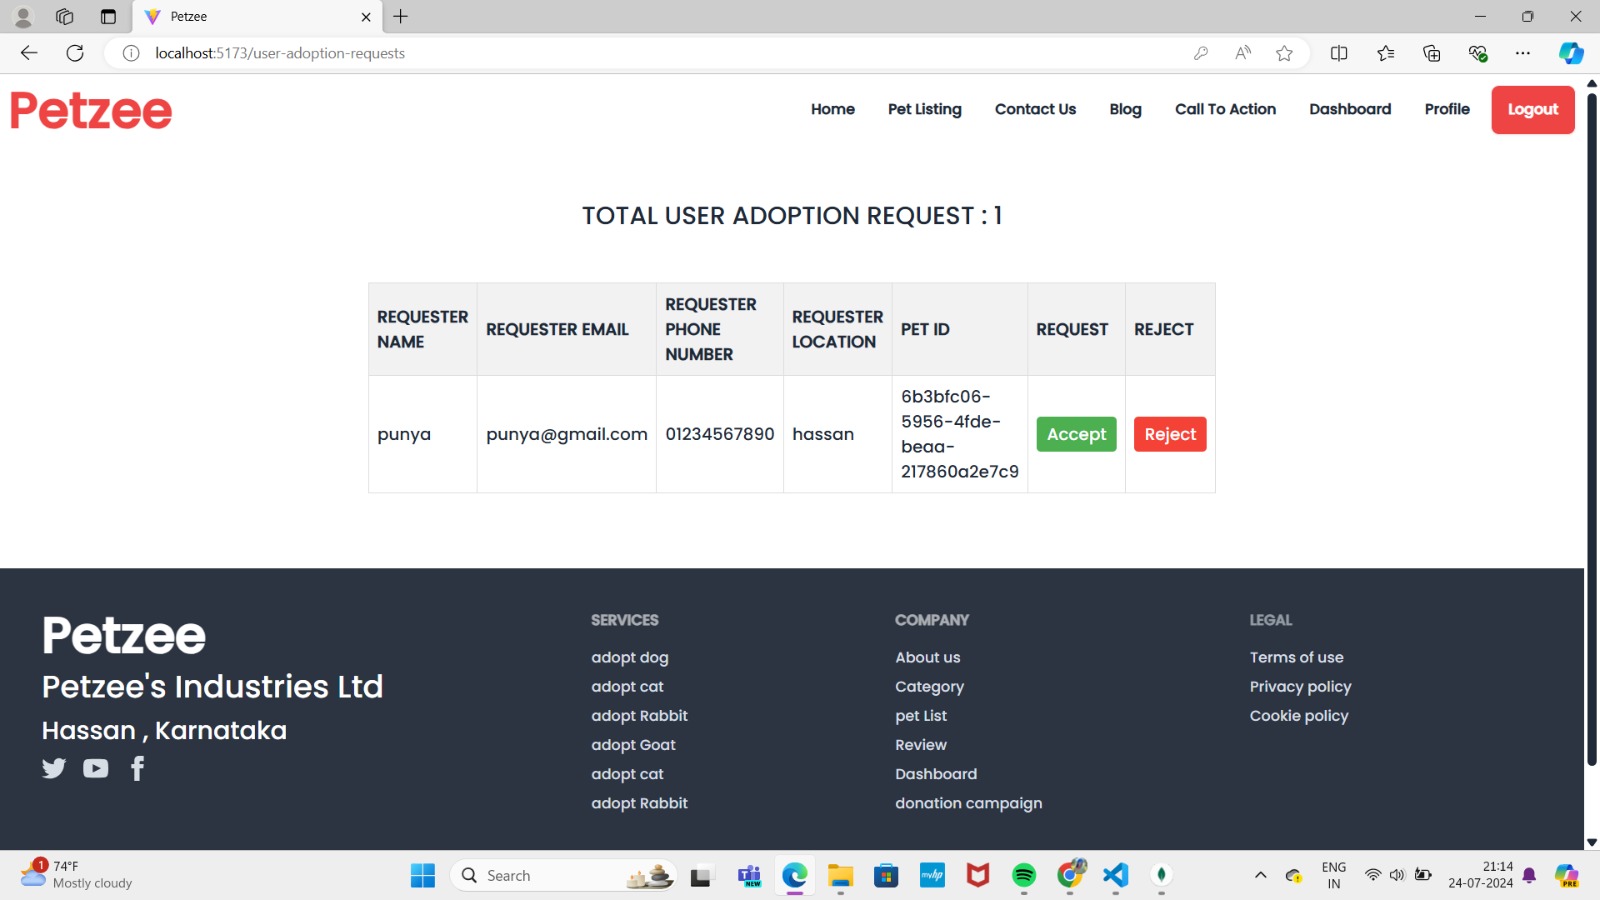 Petzee
localhost:5173/user-adoption-requests
Petzee
Home Pet Listing Contact Us Blog Call To Action Dashboard Profile Logout
TOTAL USER ADOPTION REQUEST : 1
REQUESTER NAME
REQUESTER EMAIL
REQUESTER PHONE NUMBER
REQUESTER LOCATION
PET ID
REQUEST
REJECT
punya
punya@gmail.com
01234567890
hassan
6b3bfc06-
5956-4fde-
beaa-
217860a2e7c9
Accept
Reject
Petzee
Petzee's Industries Ltd
Hassan , Karnataka
SERVICES
adopt dog
adopt cat
adopt Rabbit
adopt Goat
adopt cat
adopt Rabbit
COMPANY
About us
Category
pet List
Review
Dashboard
donation campaign
LEGAL
Terms of use
Privacy policy
Cookie policy
1
74°F
Mostly cloudy
Search
NEW
myhp
ENG
IN
21:14
24-07-2024
PRE